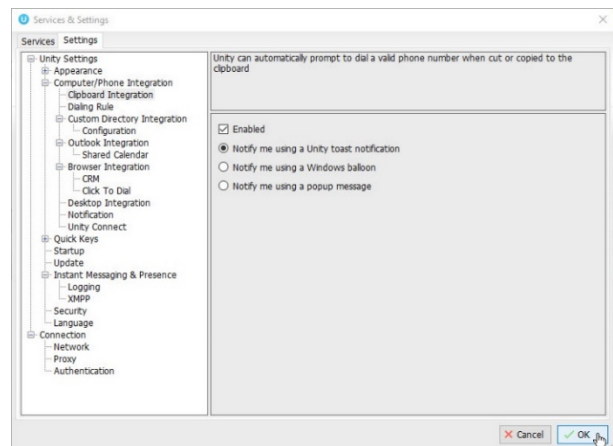 Services & Settings
Services
Settings
Unity Settings
Appearance
Computer/Phone Integration
Clipboard Integration
Dialing Rule
Custom Directory Integration
Configuration
Outlook Integration
Shared Calendar
Browser Integration
CRM
Click To Dial
Desktop Integration
Notification
Unity Connect
Quick Keys
Startup
Update
Instant Messaging & Presence
Logging
XMPP
Security
Language
Connection
Network
Proxy
Authentication
Unity can automatically prompt to dial a valid phone number when cut or copied to the
clipboard
Enabled
Notify me using a Unity toast notification
Notify me using a Windows balloon
Notify me using a popup message
Cancel
OK